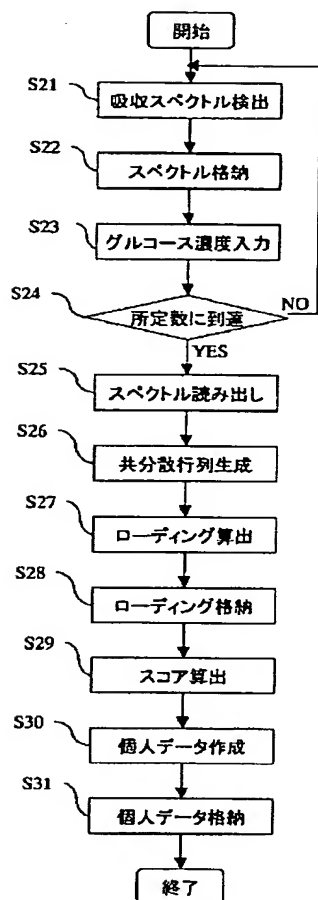 開始
S21
吸収スペクトル検出
S22
スペクトル格納
S23
グルコース濃度入力
S24
所定数に到達
NO
YES
S25
スペクトル読み出し
S26
共分散行列生成
S27
ローディング算出
S28
ローディング格納
S29
スコア算出
S30
個人データ作成
S31
個人データ格納
終了